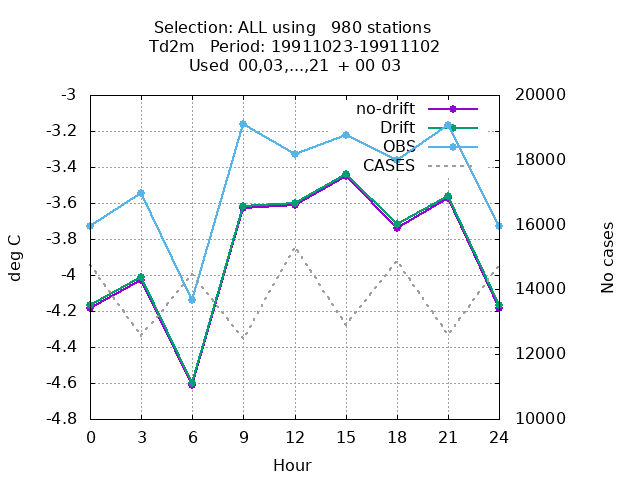 Selection: ALL using   980 stations
Td2m   Period: 19911023-19911102
Used  00,03,...,21  + 00 03
-3
-3.2
-3.4
-3.6
-3.8
-4
-4.2
-4.4
-4.6
-4.8
deg C
no-drift
Drift
OBS
CASES
20000
18000
16000
14000
12000
10000
No cases
0 3 6 9 12 15 18 21 24
Hour